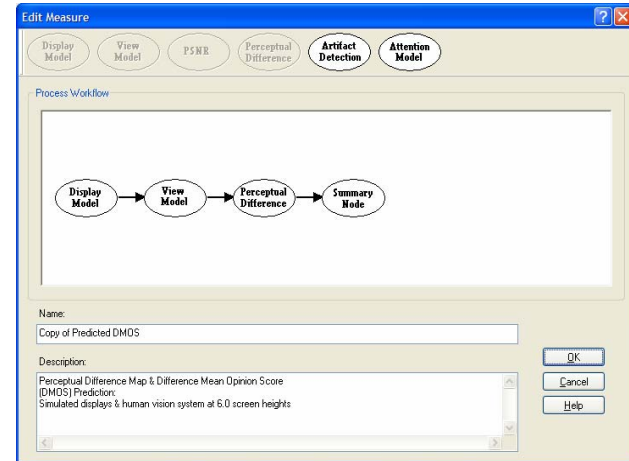 Edit Measure
Display Model
View Model
PSNR
Perceptual Difference
Artifact Detection
Attention Model
Process Workflow
Display Model
View Model
Perceptual Difference
Summary Node
Name:
Copy of Predicted DMOS
Description:
Perceptual Difference Map & Difference Mean Opinion Score
(DMOS) Prediction:
Simulated displays & human vision system at 6.0 screen heights
OK
Cancel
Help